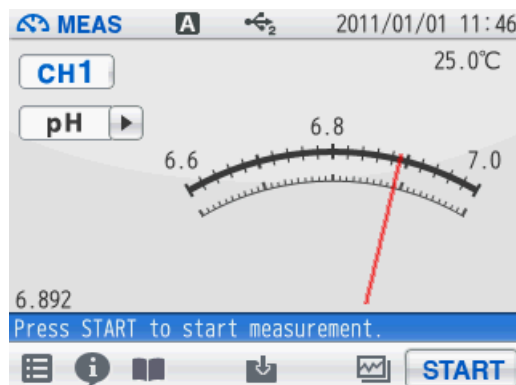 MEAS A 2 2011/01/01 11:46
CH1 25.0℃
pH
6.6 6.8 7.0
6.892
Press START to start measurement.
START